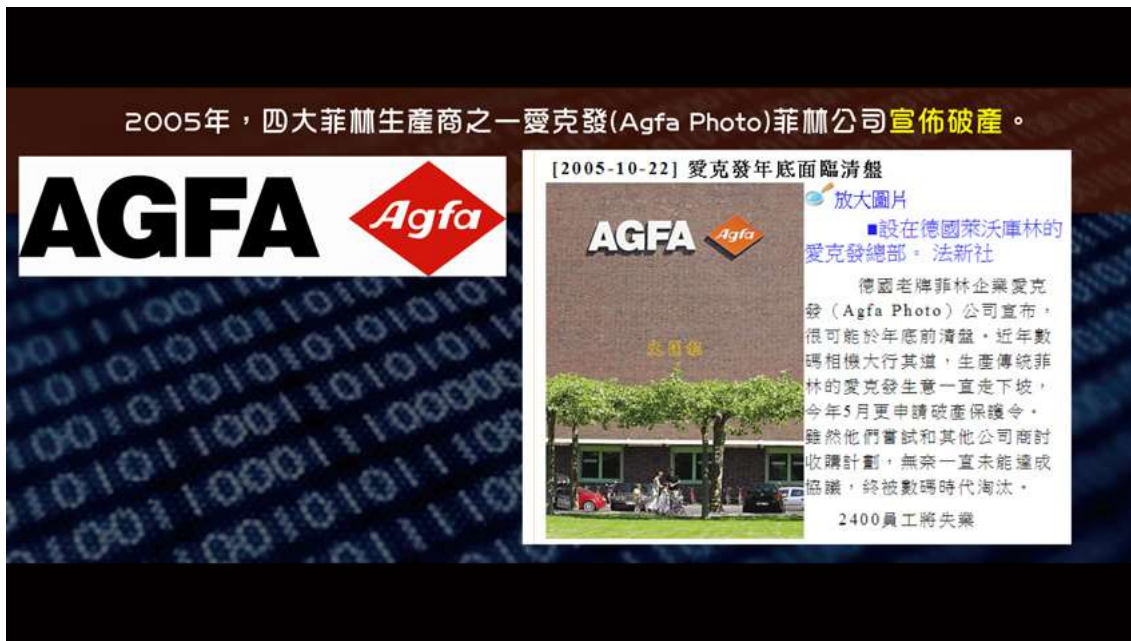 2005年，四大菲林生產商之一愛克發(Agfa Photo)菲林公司宣佈破產。
AGFA Agfa
[2005-10-22] 愛克發年底面臨清盤
AGFA Agfa
放大圖片
■設在德國萊沃庫林的
愛克發總部。 法新社
德國老牌菲林企業愛克
發（Agfa Photo）公司宣布，
很可能於年底前清盤。近年數
碼相機大行其道，生產傳統菲
林的愛克發生意一直走下坡，
今年5月更申請破產保護令。
雖然他們嘗試和其他公司商討
收購計劃，無奈一直未能達成
協議，終被數碼時代淘汰。
2400員工將失業